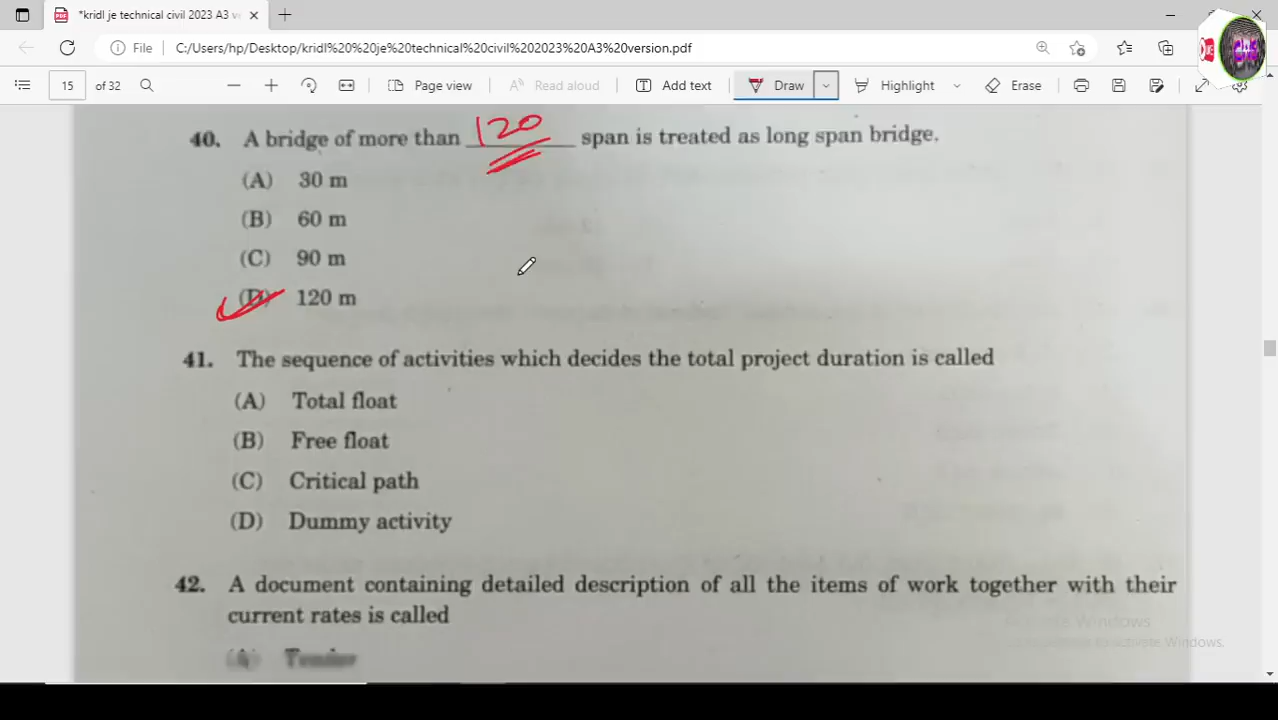 *kridl je technical civil 2023 A3 ve
File C:/Users/hp/Desktop/kridl%20%20je%20technical%20civil%202023%20A3%20version.pdf
15 of 32 Page view Read aloud Add text Draw Highlight Erase
40. A bridge of more than 120 span is treated as long span bridge.
(A) 30 m
(B) 60 m
(C) 90 m
(D) 120 m
41. The sequence of activities which decides the total project duration is called
(A) Total float
(B) Free float
(C) Critical path
(D) Dummy activity
42. A document containing detailed description of all the items of work together with their
current rates is called
(A) Tender